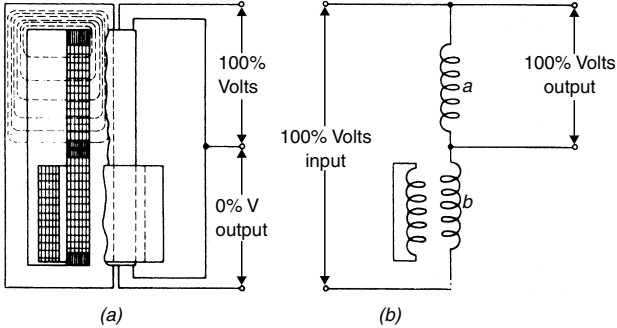 100%
Volts
0% V
output
(a)
100% Volts
input
a
b
100% Volts
output
(b)